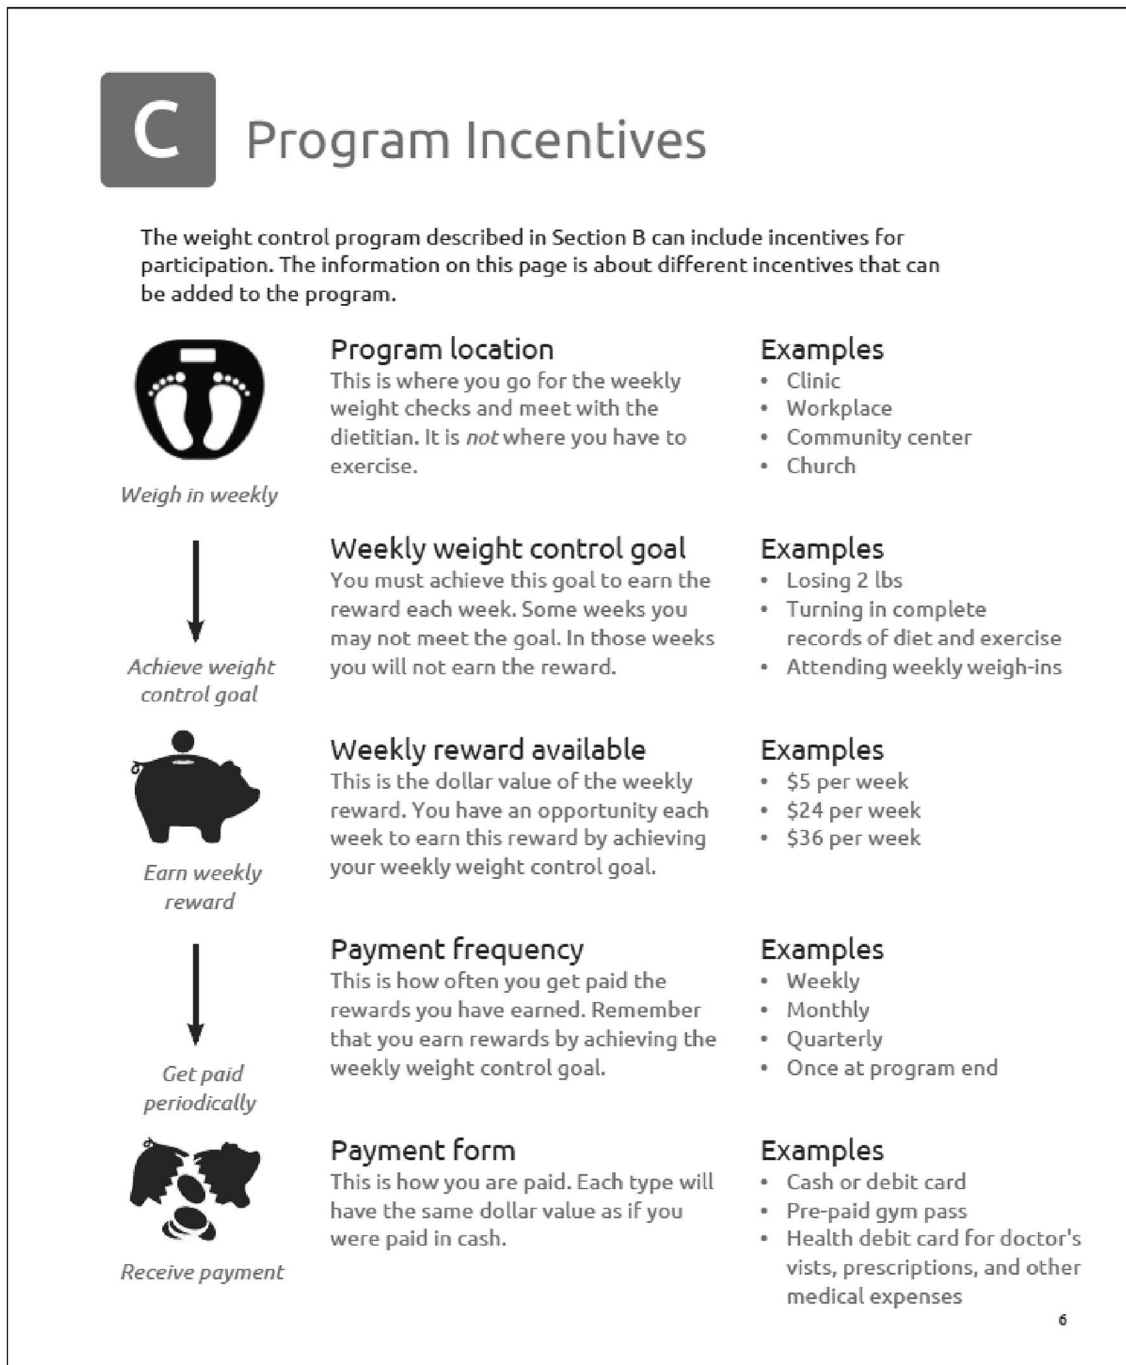 C
Program Incentives
The weight control program described in Section B can include incentives for
participation. The information on this page is about different incentives that can
be added to the program.
Weigh in weekly
Program location
This is where you go for the weekly
weight checks and meet with the
dietitian. It is not where you have to
exercise.
Examples
• Clinic
• Workplace
• Community center
• Church
Achieve weight
control goal
Weekly weight control goal
You must achieve this goal to earn the
reward each week. Some weeks you
may not meet the goal. In those weeks
you will not earn the reward.
Examples
• Losing 2 lbs
• Turning in complete
records of diet and exercise
• Attending weekly weigh-ins
Earn weekly
reward
Weekly reward available
This is the dollar value of the weekly
reward. You have an opportunity each
week to earn this reward by achieving
your weekly weight control goal.
Examples
• $5 per week
• $24 per week
• $36 per week
Get paid
periodically
Payment frequency
This is how often you get paid the
rewards you have earned. Remember
that you earn rewards by achieving the
weekly weight control goal.
Examples
• Weekly
• Monthly
• Quarterly
• Once at program end
Receive payment
Payment form
This is how you are paid. Each type will
have the same dollar value as if you
were paid in cash.
Examples
• Cash or debit card
• Pre-paid gym pass
• Health debit card for doctor's
vists, prescriptions, and other
medical expenses
6